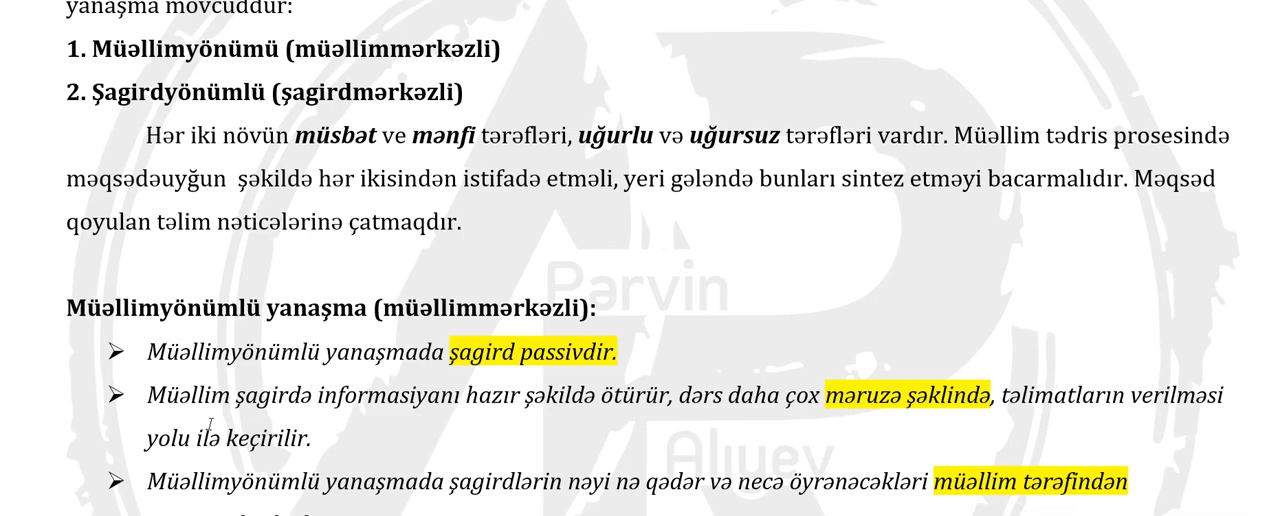 yanaşma mövcuddur:
1. Müəllimyönümü (müəllimmərkəzli)
2. Şagirdyönümlü (şagirdmərkəzli)
Hər iki növün müsbət ve mənfi tərəfləri, uğurlu və uğursuz tərəfləri vardır. Müəllim tədris prosesində
məqsədəuyğun şəkildə hər ikisindən istifadə etməli, yeri gələndə bunları sintez etməyi bacarmalıdır. Məqsəd
qoyulan təlim nəticələrinə çatmaqdır.
Parvin
Müəllimyönümlü yanaşma (müəllimmərkəzli):
➢ Müəllimyönümlü yanaşmada şagird passivdir.
➢ Müəllim şagirdə informasiyanı hazır şəkildə ötürür, dərs daha çox məruzə şəklində, təlimatların verilməsi
yolu ilə keçirilir.
Alıyev
➢ Müəllimyönümlü yanaşmada şagirdlərin nəyi nə qədər və necə öyrənəcəkləri müəllim tərəfindən